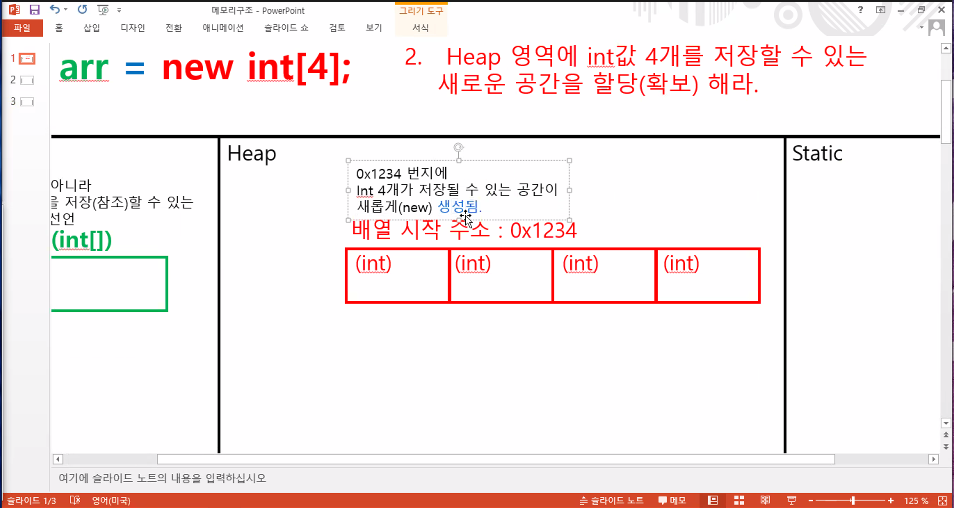 메모리구조 - PowerPoint
그리기 도구
파일 홈 삽입 디자인 전환 애니메이션 슬라이드 쇼 검토 보기 서식
1
2
3
arr = new int[4];
2. Heap 영역에 int값 4개를 저장할 수 있는
새로운 공간을 할당(확보) 해라.
아니라
을 저장(참조)할 수 있는
선언
(int[])
Heap
0x1234 번지에
Int 4개가 저장될 수 있는 공간이
새롭게(new) 생성됨.
배열 시작 주소 : 0x1234
(int) (int) (int) (int)
Static
여기에 슬라이드 노트의 내용을 입력하십시오
슬라이드 1/3 영어(미국) 슬라이드 노트 메모 125 %